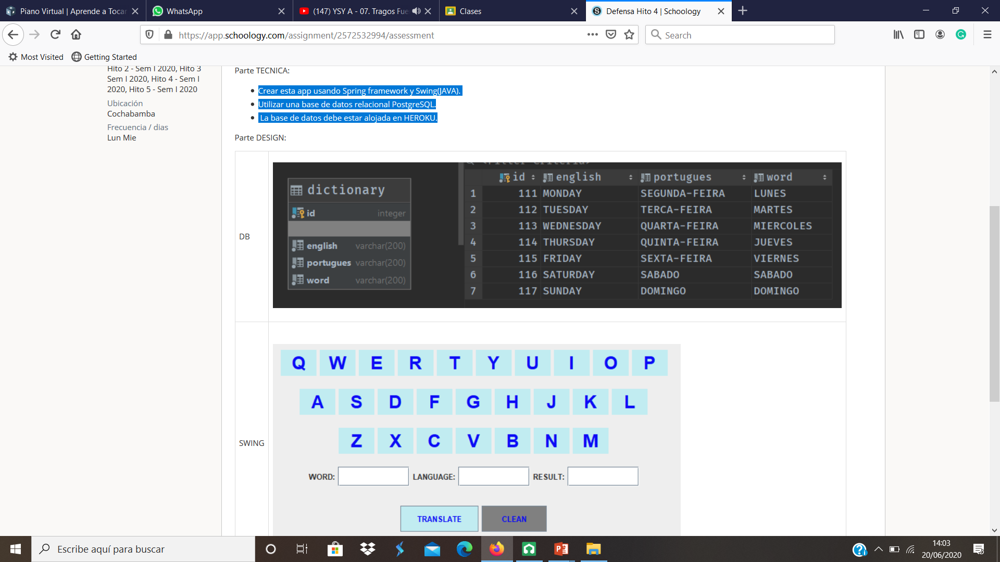 Piano Virtual | Aprende a Tocar
WhatsApp
(147) YSY A - 07. Tragos Fue
Clases
Defensa Hito 4 | Schoology
https://app.schoology.com/assignment/2572532994/assessment
Search
Most Visited
Getting Started
Hito 2 - Sem I 2020, Hito 3
Sem I 2020, Hito 4 - Sem I
2020, Hito 5 - Sem I 2020
Ubicación
Cochabamba
Frecuencia / dias
Lun Mie
Parte TECNICA:
Crear esta app usando Spring framework y Swing(JAVA).
Utilizar una base de datos relacional PostgreSQL.
La base de datos debe estar alojada en HEROKU.
Parte DESIGN:
DB
dictionary
id integer
english varchar(200)
portugues varchar(200)
word varchar(200)
<Filter Criteria>
id english portugues word
1 111 MONDAY SEGUNDA-FEIRA LUNES
2 112 TUESDAY TERCA-FEIRA MARTES
3 113 WEDNESDAY QUARTA-FEIRA MIERCOLES
4 114 THURSDAY QUINTA-FEIRA JUEVES
5 115 FRIDAY SEXTA-FEIRA VIERNES
6 116 SATURDAY SABADO SABADO
7 117 SUNDAY DOMINGO DOMINGO
SWING
Q W E R T Y U I O P
A S D F G H J K L
Z X C V B N M
WORD: LANGUAGE: RESULT:
TRANSLATE CLEAN
Escribe aquí para buscar
14:03
20/06/2020